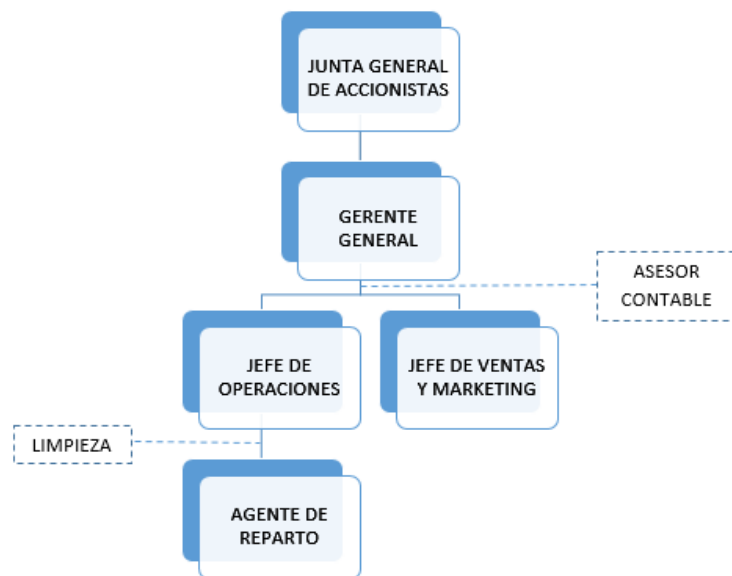 JUNTA GENERAL
DE ACCIONISTAS
GERENTE
GENERAL
ASESOR
CONTABLE
JEFE DE
OPERACIONES
JEFE DE VENTAS
Y MARKETING
LIMPIEZA
AGENTE DE
REPARTO